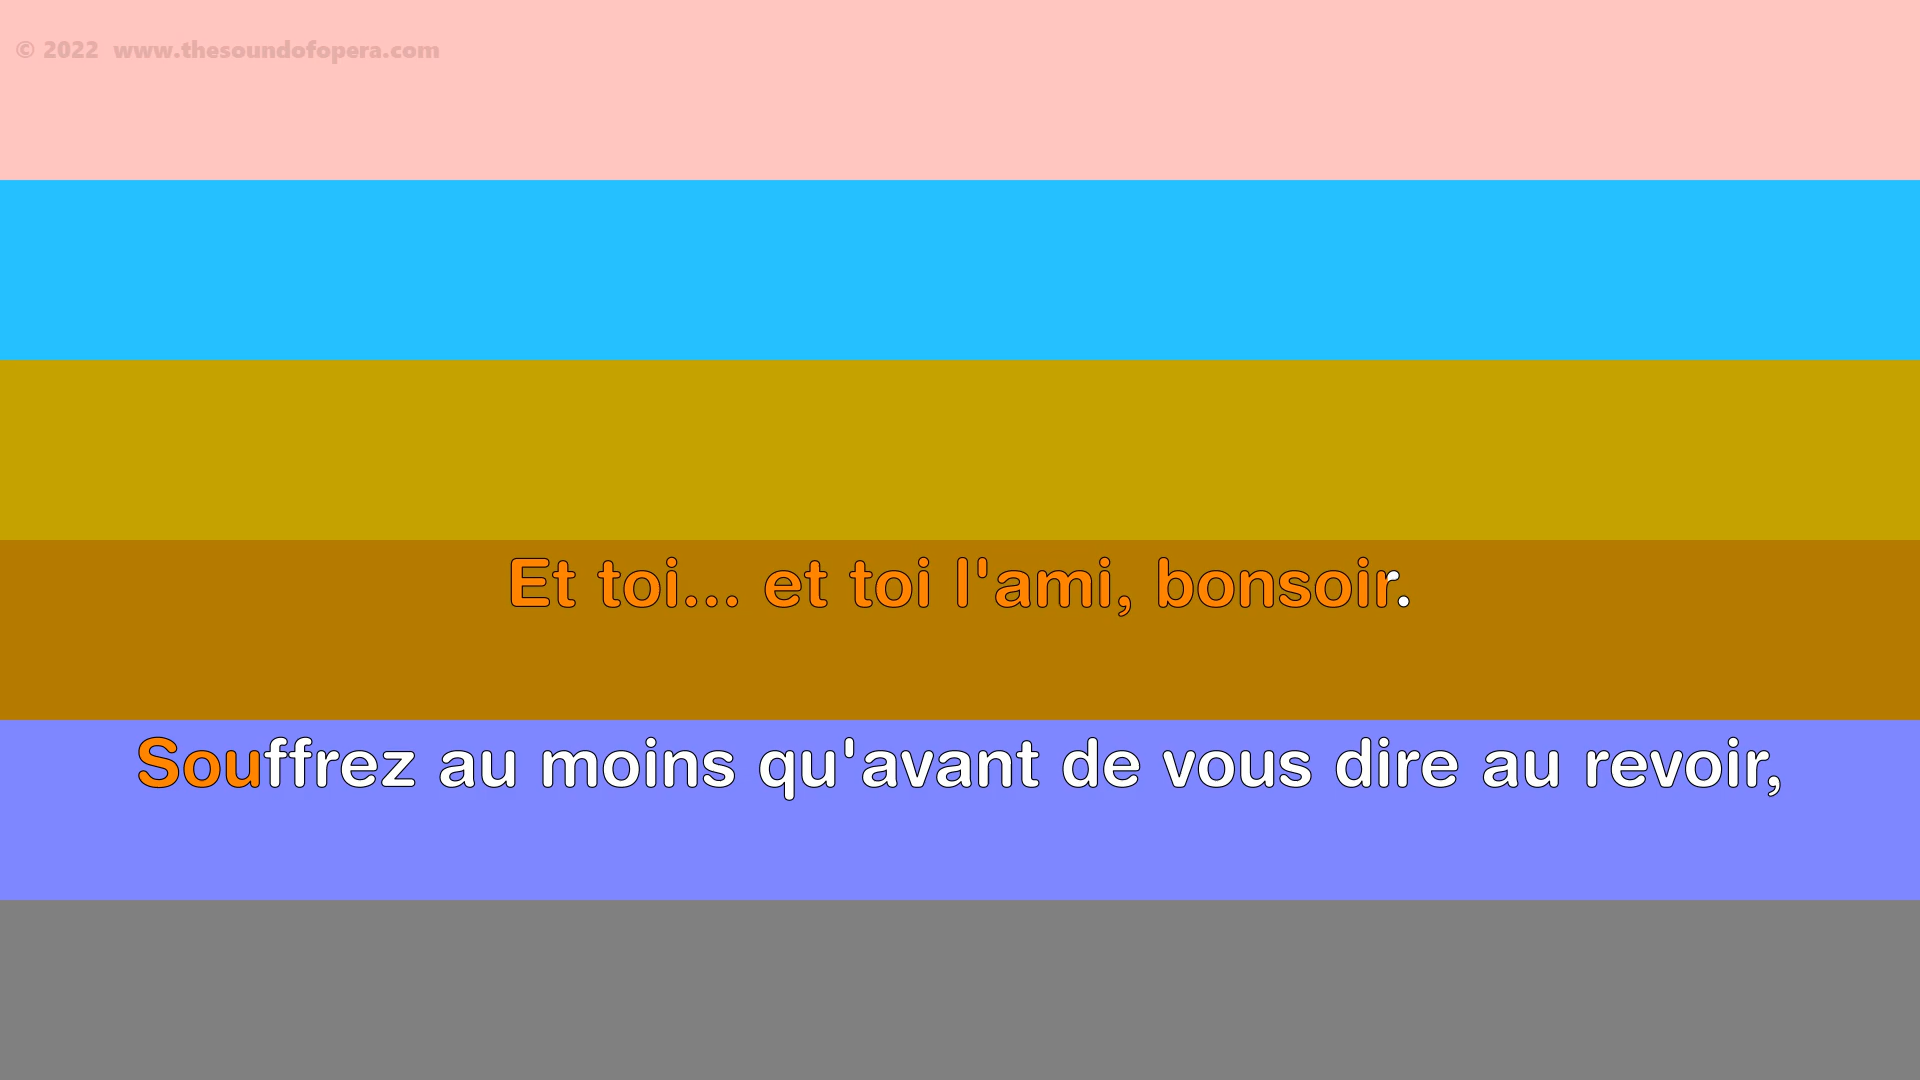 © 2022 www.thesoundofopera.com
Et toi... et toi l'ami, bonsoir.
Souffrez au moins qu'avant de vous dire au revoir,